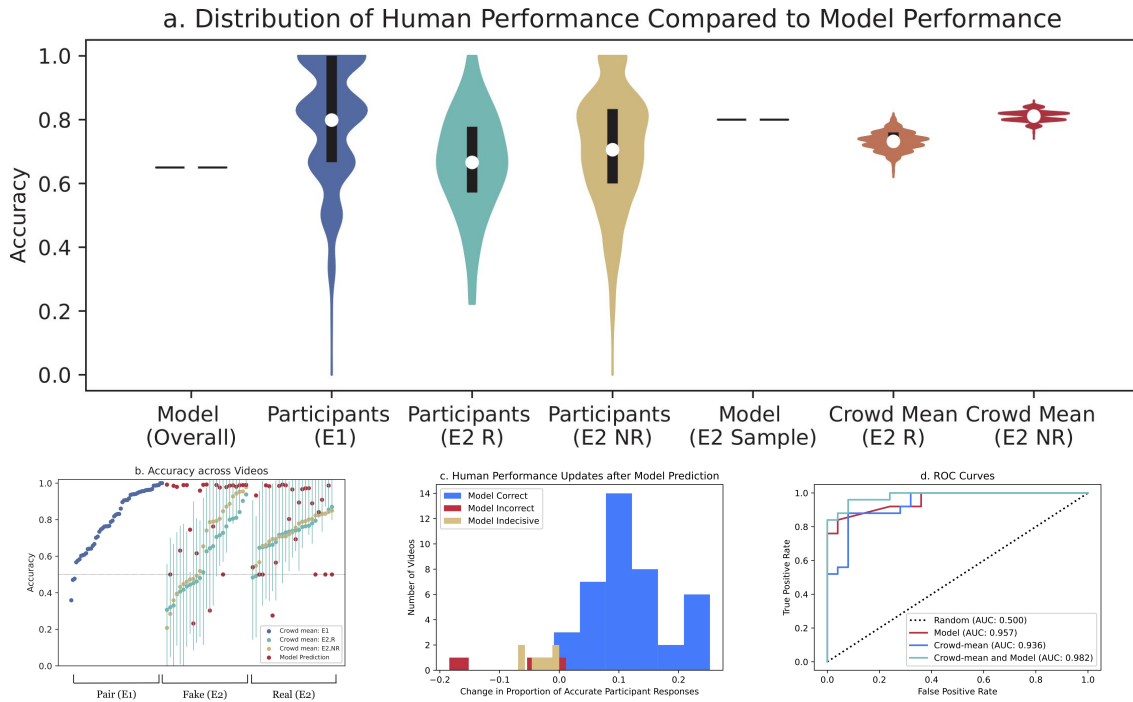 a. Distribution of Human Performance Compared to Model Performance
Accuracy
1.0
0.8
0.6
0.4
0.2
0.0
Model
(Overall)
Participants
(E1)
Participants
(E2 R)
Participants
(E2 NR)
Model
(E2 Sample)
Crowd Mean
(E2 R)
Crowd Mean
(E2 NR)
b. Accuracy across Videos
Accuracy
1.0
0.8
0.6
0.4
0.2
0.0
Crowd mean: E1
Crowd mean: E2,R
Crowd mean: E2,NR
Model Prediction
Pair (E1)
Fake (E2)
Real (E2)
c. Human Performance Updates after Model Prediction
Number of Videos
14
12
10
8
6
4
2
0
Model Correct
Model Incorrect
Model Indecisive
−0.2
−0.1
0.0
0.1
0.2
Change in Proportion of Accurate Participant Responses
d. ROC Curves
True Positive Rate
1.0
0.8
0.6
0.4
0.2
0.0
Random (AUC: 0.500)
Model (AUC: 0.957)
Crowd-mean (AUC: 0.936)
Crowd-mean and Model (AUC: 0.982)
0.0
0.2
0.4
0.6
0.8
1.0
False Positive Rate